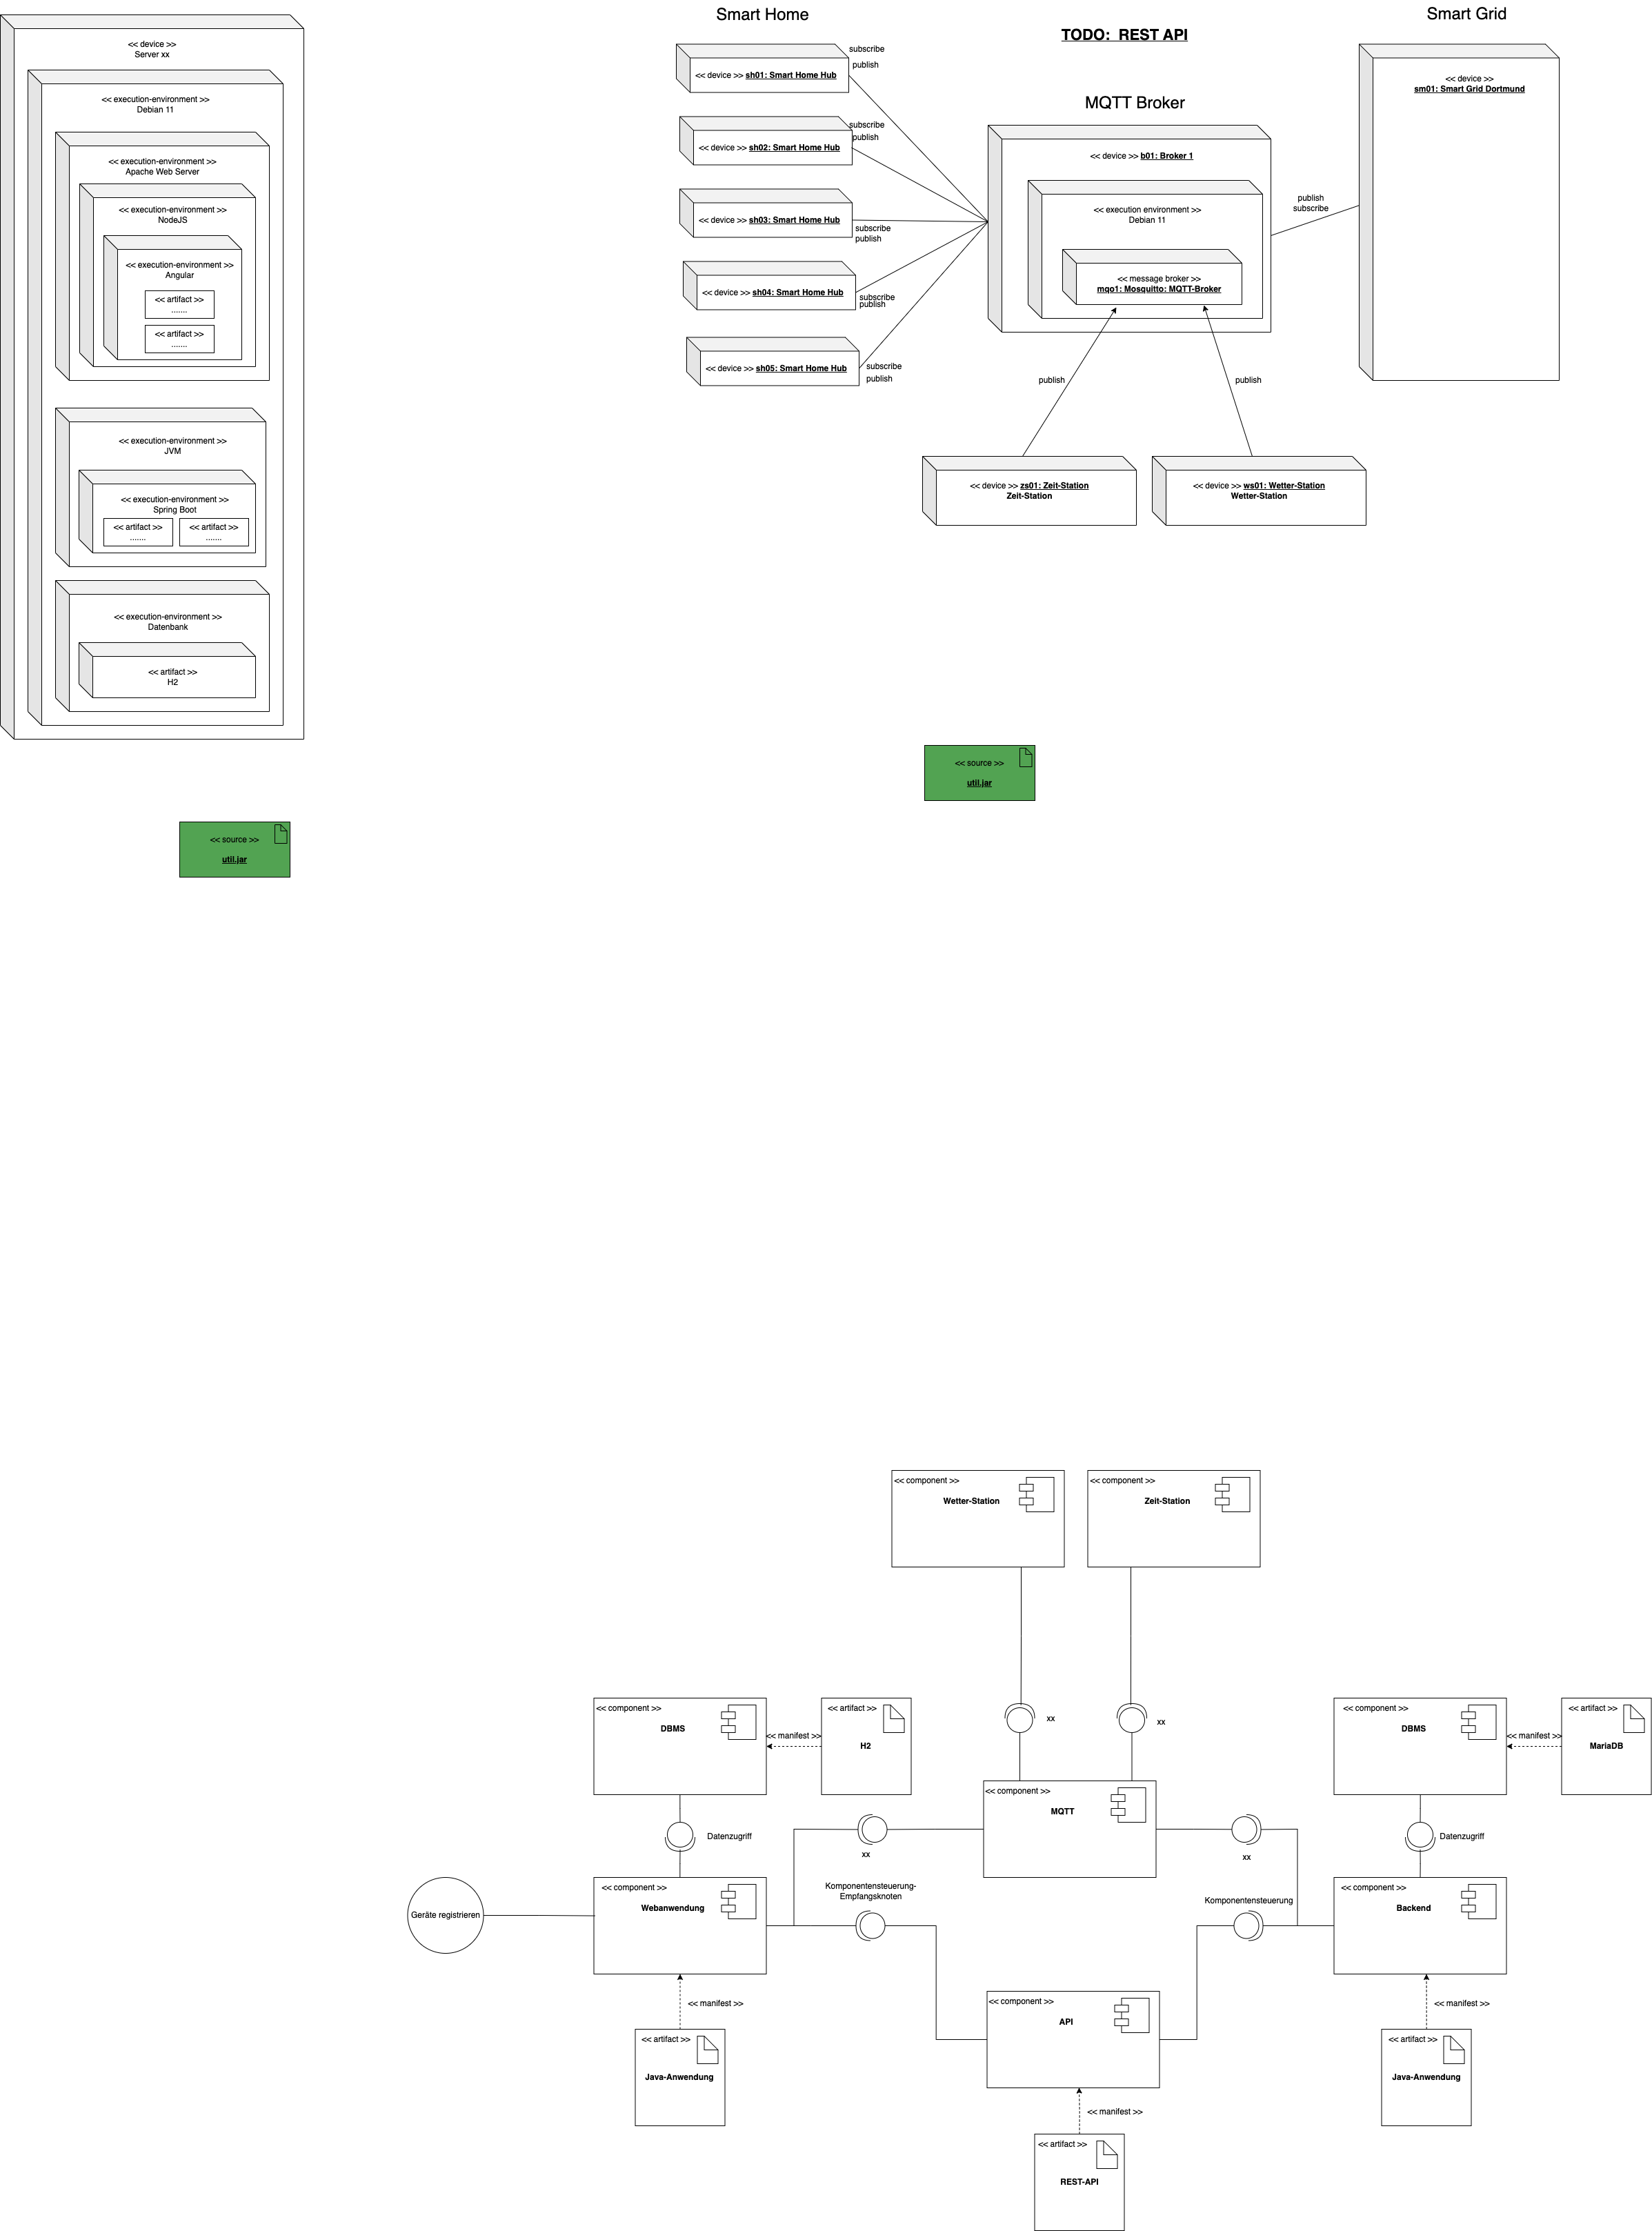 << device >>
Server xx
<< execution-environment >>
Debian 11
<< execution-environment >>
Apache Web Server
<< execution-environment >>
NodeJS
<< execution-environment >>
Angular
<< artifact >>
.......
<< artifact >>
.......
<< execution-environment >>
JVM
<< execution-environment >>
Spring Boot
<< artifact >>
.......
<< artifact >>
.......
<< execution-environment >>
Datenbank
<< artifact >>
H2
<< source >>
util.jar
Smart Home
<< device >> sh01: Smart Home Hub
subscribe
publish
<< device >> sh02: Smart Home Hub
subscribe
publish
<< device >> sh03: Smart Home Hub
subscribe
publish
<< device >> sh04: Smart Home Hub
subscribe
publish
<< device >> sh05: Smart Home Hub
subscribe
publish
TODO: REST API
MQTT Broker
<< device >> b01: Broker 1
<< execution environment >>
Debian 11
<< message broker >>
mqo1: Mosquitto: MQTT-Broker
publish
subscribe
Smart Grid
<< device >>
sm01: Smart Grid Dortmund
publish
publish
<< device >> zs01: Zeit-Station
Zeit-Station
<< device >> ws01: Wetter-Station
Wetter-Station
<< source >>
util.jar
<< component >>
Wetter-Station
<< component >>
Zeit-Station
xx
xx
<< component >>
DBMS
<< manifest >>
<< artifact >>
H2
<< component >>
MQTT
<< component >>
DBMS
<< manifest >>
<< artifact >>
MariaDB
Datenzugriff
xx
xx
Datenzugriff
Geräte registrieren
<< component >>
Webanwendung
Komponentensteuerung-
Empfangsknoten
Komponentensteuerung
<< component >>
Backend
<< manifest >>
<< component >>
API
<< manifest >>
<< artifact >>
Java-Anwendung
<< artifact >>
Java-Anwendung
<< manifest >>
<< artifact >>
REST-API